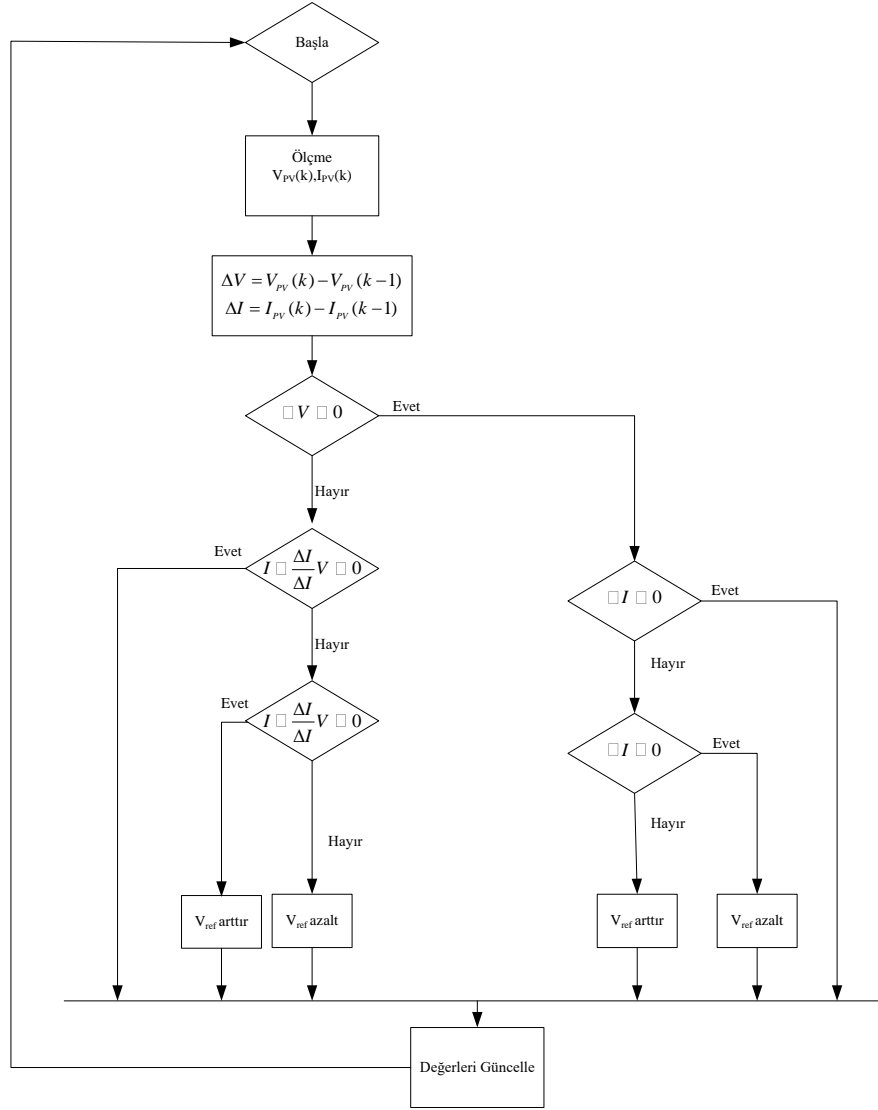 Başla
Ölçme
V_PV(k),I_PV(k)
ΔV = V_PV(k) − V_PV(k−1)
ΔI = I_PV(k) − I_PV(k−1)
□ V □ 0
Evet
Hayır
Evet
I □ ΔI/ΔI V □ 0
□ I □ 0
Evet
Hayır
Hayır
Evet
I □ ΔI/ΔI V □ 0
□ I □ 0
Evet
Hayır
Hayır
V_ref arttır
V_ref azalt
V_ref arttır
V_ref azalt
Değerleri Güncelle